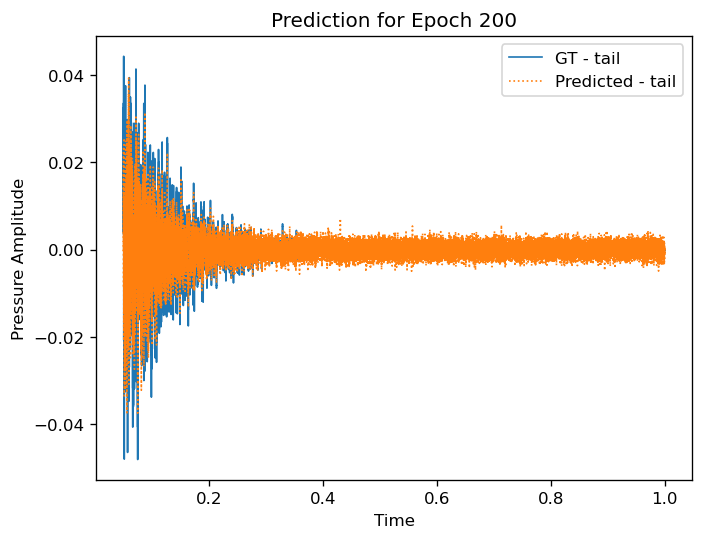 Prediction for Epoch 200
GT - tail
Predicted - tail
Pressure Amplitude
0.04
0.02
0.00
−0.02
−0.04
0.2
0.4
0.6
0.8
1.0
Time